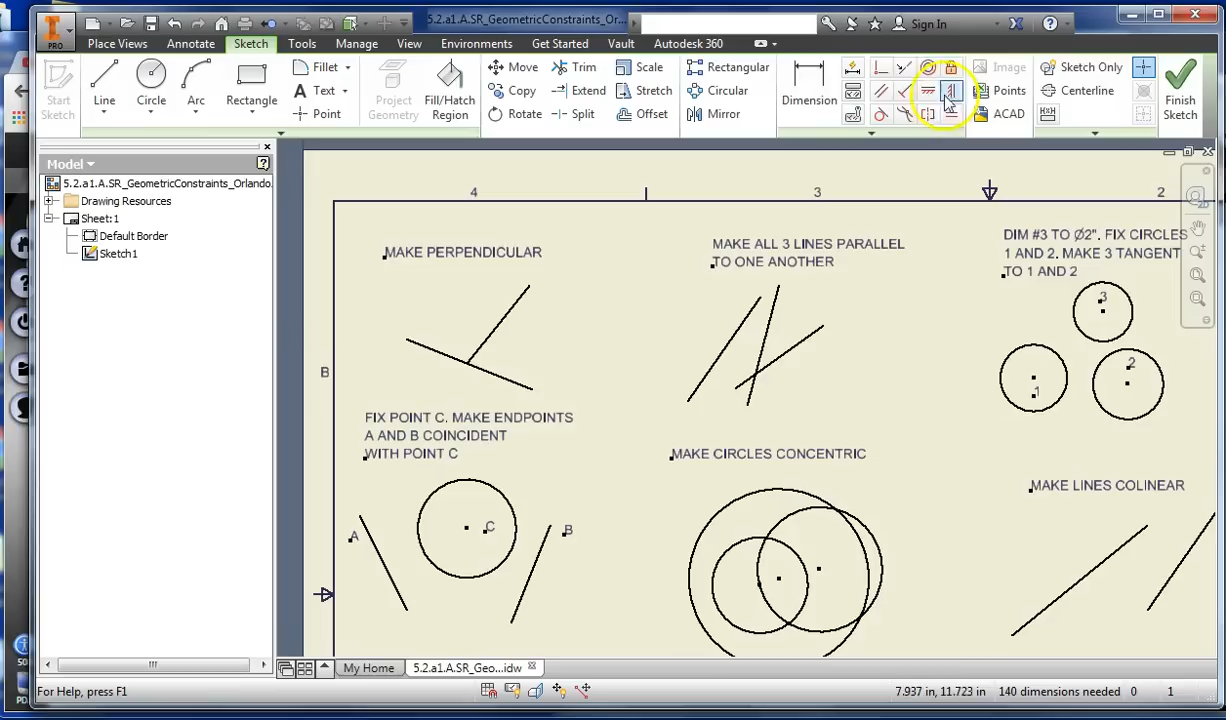 5.2.a1.A.SR_GeometricConstraints_Or...
Sign In
PRO
Place Views
Annotate
Sketch
Tools
Manage
View
Environments
Get Started
Vault
Autodesk 360
Start
Sketch
Line
Circle
Arc
Rectangle
Fillet
Text
Point
Project
Geometry
Fill/Hatch
Region
Move
Trim
Scale
Copy
Extend
Stretch
Rotate
Split
Offset
Rectangular
Circular
Mirror
Dimension
Image
Points
ACAD
Sketch Only
Centerline
Finish
Sketch
Model
5.2.a1.A.SR_GeometricConstraints_Orlando.
Drawing Resources
Sheet:1
Default Border
Sketch1
4
3
2
B
MAKE PERPENDICULAR
MAKE ALL 3 LINES PARALLEL
TO ONE ANOTHER
DIM #3 TO Ø2". FIX CIRCLES
1 AND 2. MAKE 3 TANGENT
TO 1 AND 2
3
2
1
FIX POINT C. MAKE ENDPOINTS
A AND B COINCIDENT
WITH POINT C
A
C
B
MAKE CIRCLES CONCENTRIC
MAKE LINES COLINEAR
My Home
5.2.a1.A.SR_Geo...idw
For Help, press F1
7.937 in, 11.723 in
140 dimensions needed
0
1